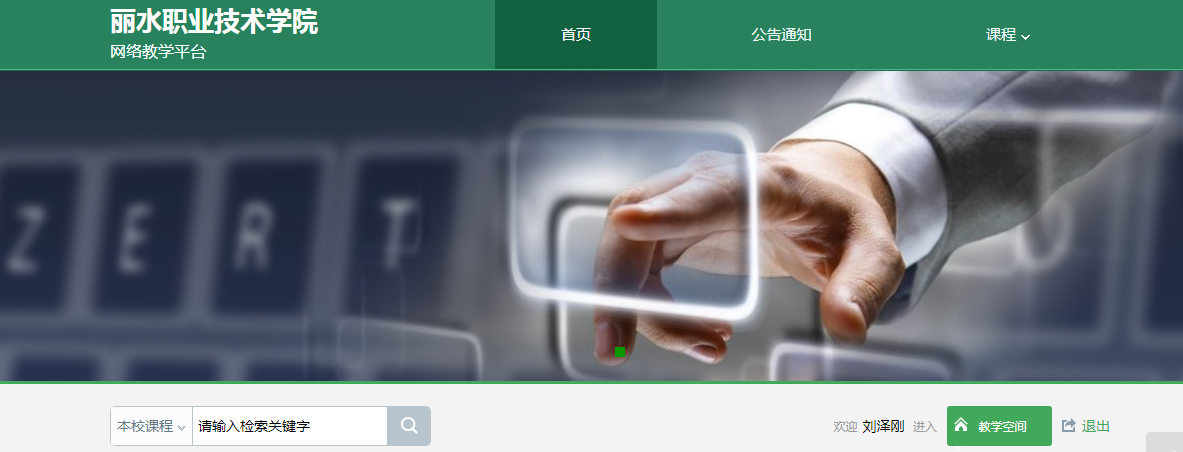 丽水职业技术学院
网络教学平台
首页
公告通知
课程
Z E R T
本校课程
请输入检索关键字
欢迎 刘泽刚 进入
教学空间
退出